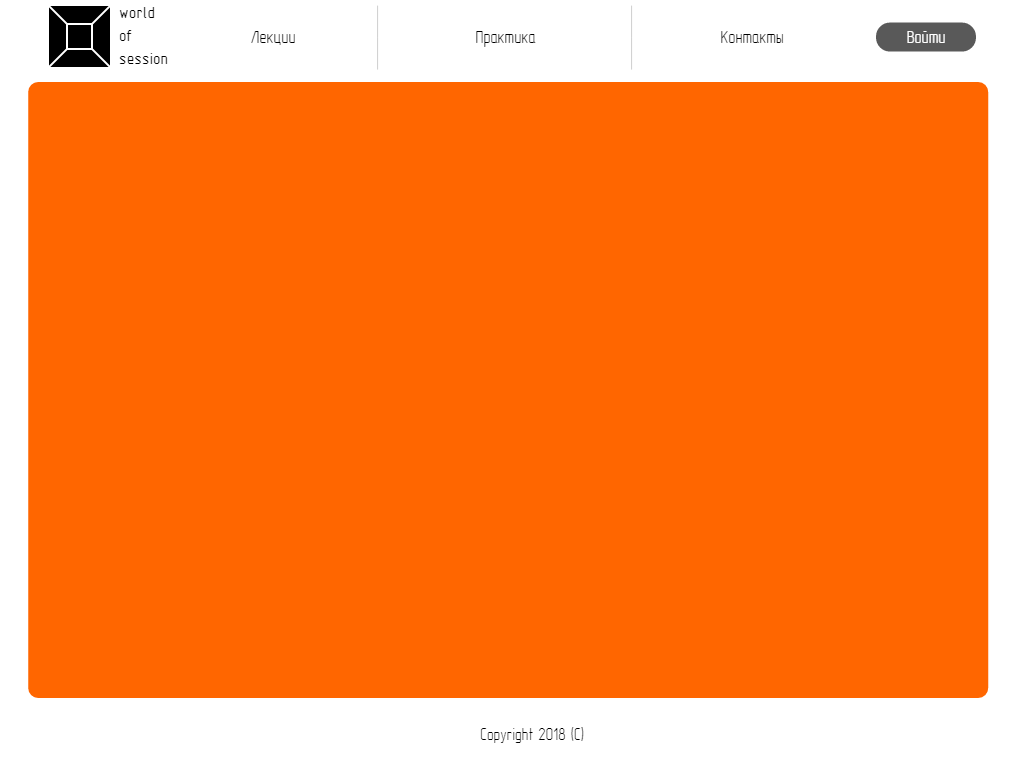 world
of
session
Лекции
Практика
Контакты
Войти
Copyright 2018 (C)